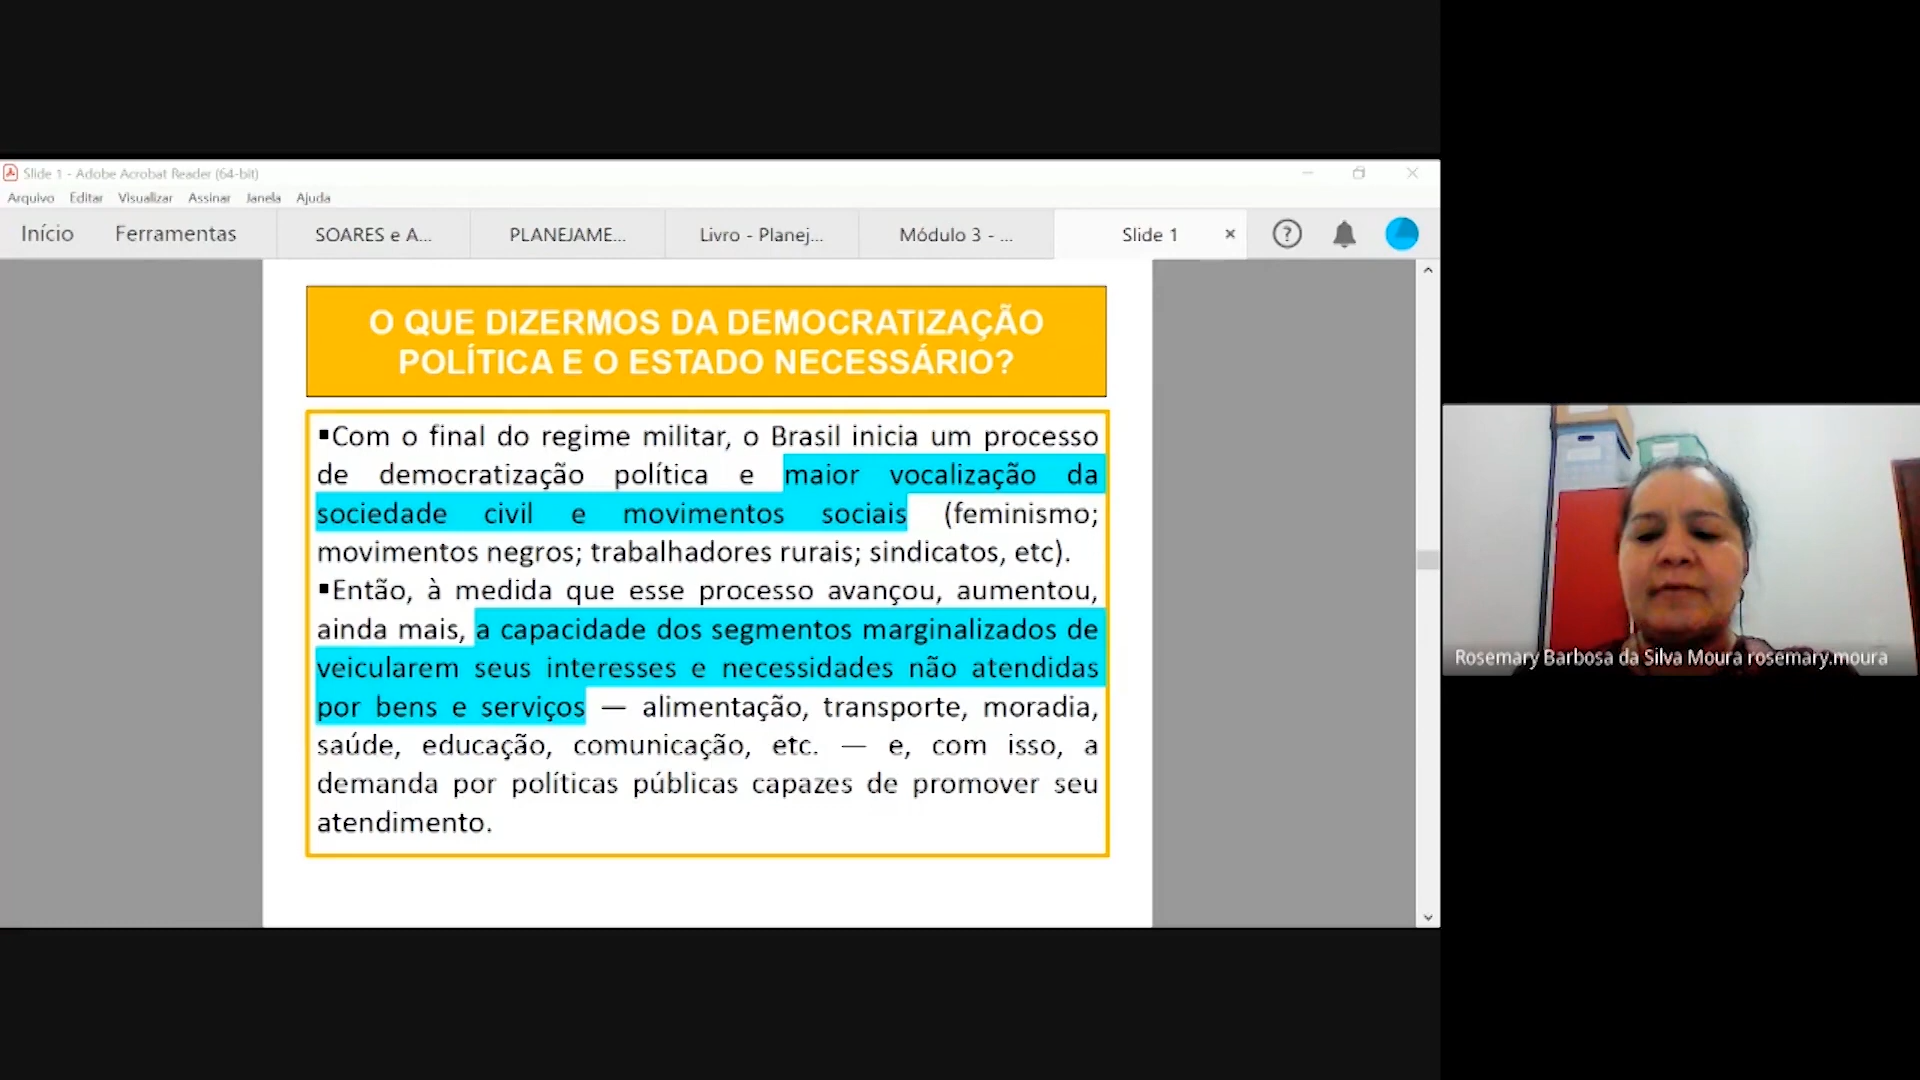 Slide 1 - Adobe Acrobat Reader (64-bit)
Arquivo Editar Visualizar Assinar Janela Ajuda
Início Ferramentas SOARES e A... PLANEJAME... Livro - Planej... Módulo 3 - ... Slide 1
O QUE DIZERMOS DA DEMOCRATIZAÇÃO
POLÍTICA E O ESTADO NECESSÁRIO?
▪Com o final do regime militar, o Brasil inicia um processo
de democratização política e maior vocalização da
sociedade civil e movimentos sociais (feminismo;
movimentos negros; trabalhadores rurais; sindicatos, etc).
▪Então, à medida que esse processo avançou, aumentou,
ainda mais, a capacidade dos segmentos marginalizados de
veicularem seus interesses e necessidades não atendidas
por bens e serviços — alimentação, transporte, moradia,
saúde, educação, comunicação, etc. — e, com isso, a
demanda por políticas públicas capazes de promover seu
atendimento.
Rosemary Barbosa da Silva Moura rosemary.moura